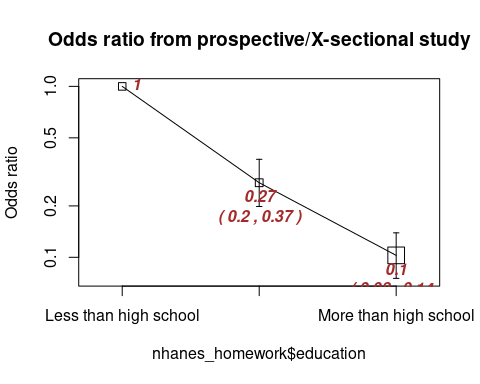 Odds ratio from prospective/X-sectional study
Odds ratio
1.0
0.5
0.2
0.1
1
0.27
( 0.2 , 0.37 )
0.1
Less than high school
More than high school
nhanes_homework$education